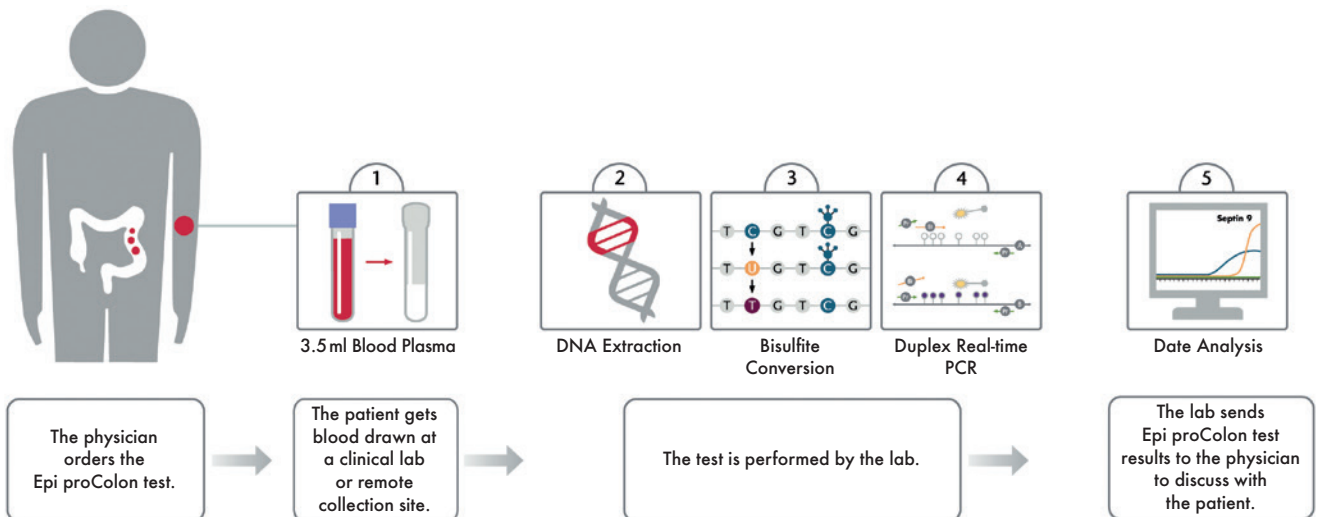 1
2
3
4
5
T C G T C G
T U G T C G
T T G T C G
Septin 9
3.5 ml Blood Plasma
DNA Extraction
Bisulfite
Conversion
Duplex Real-time
PCR
Date Analysis
The physician
orders the
Epi proColon test.
The patient gets
blood drawn at
a clinical lab
or remote
collection site.
The test is performed by the lab.
The lab sends
Epi proColon test
results to the physician
to discuss with
the patient.